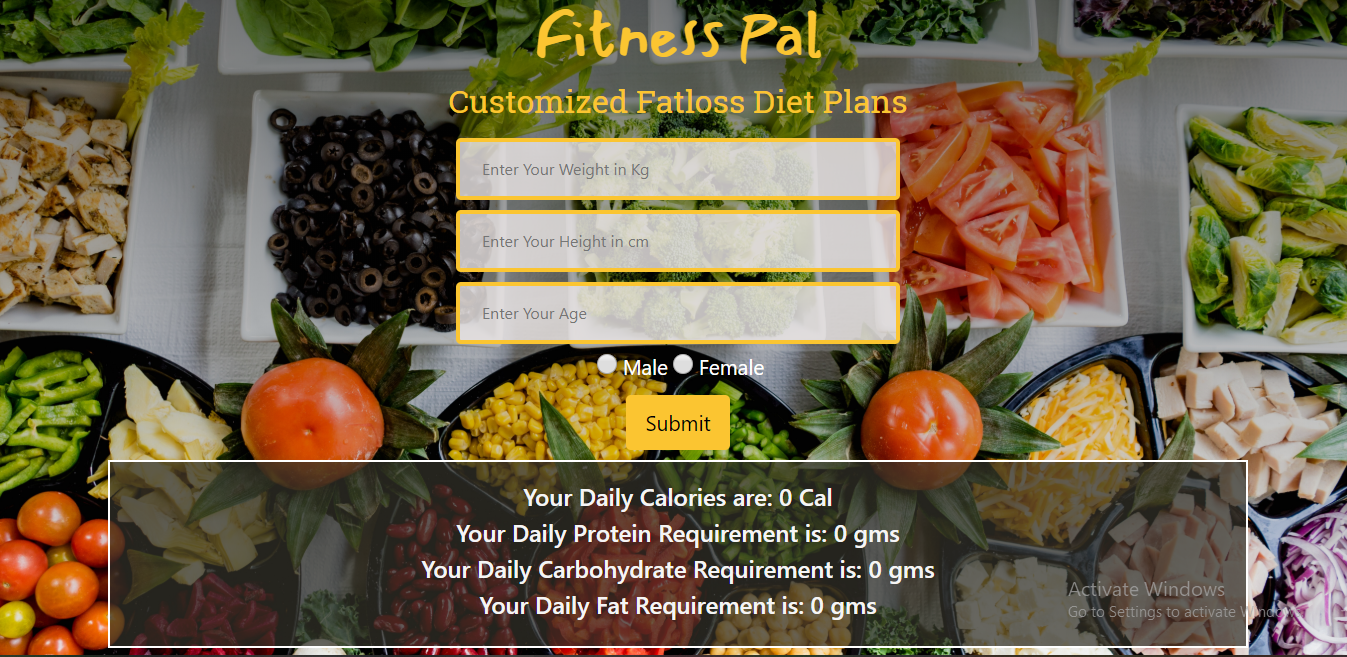 Fitness Pal
Customized Fatloss Diet Plans
Enter Your Weight in Kg
Enter Your Height in cm
Enter Your Age
Male Female
Submit
Your Daily Calories are: 0 Cal
Your Daily Protein Requirement is: 0 gms
Your Daily Carbohydrate Requirement is: 0 gms
Your Daily Fat Requirement is: 0 gms
Activate Windows
Go to Settings to activate Windows.